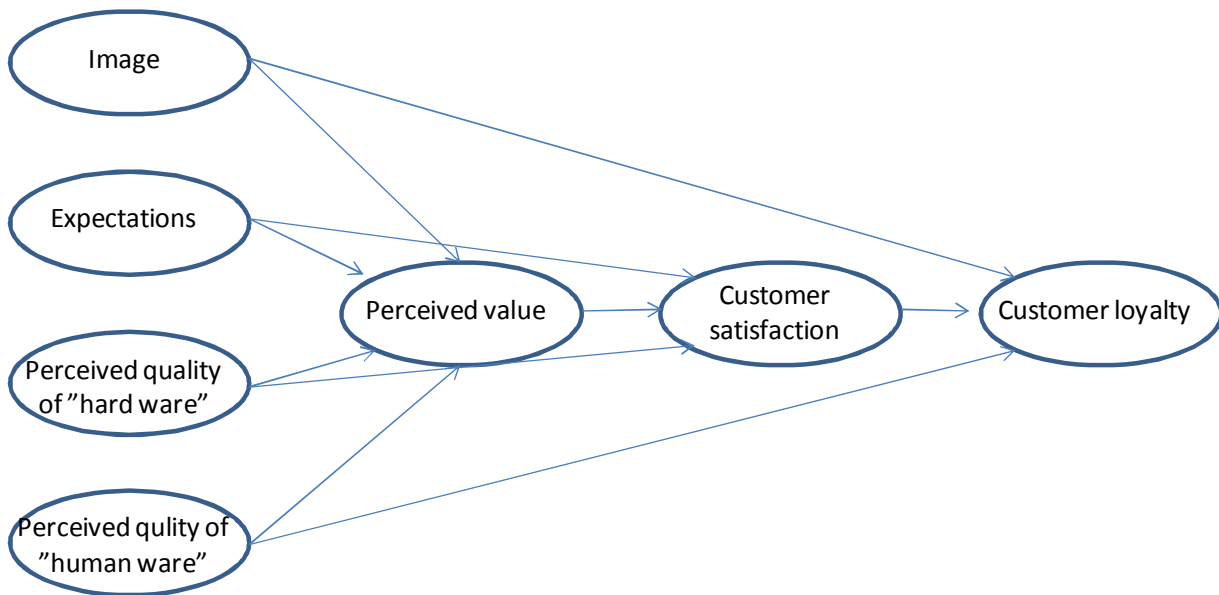 Image
Expectations
Perceived value
Customer
satisfaction
Customer loyalty
Perceived quality
of ”hard ware”
Perceived qulity of
”human ware”